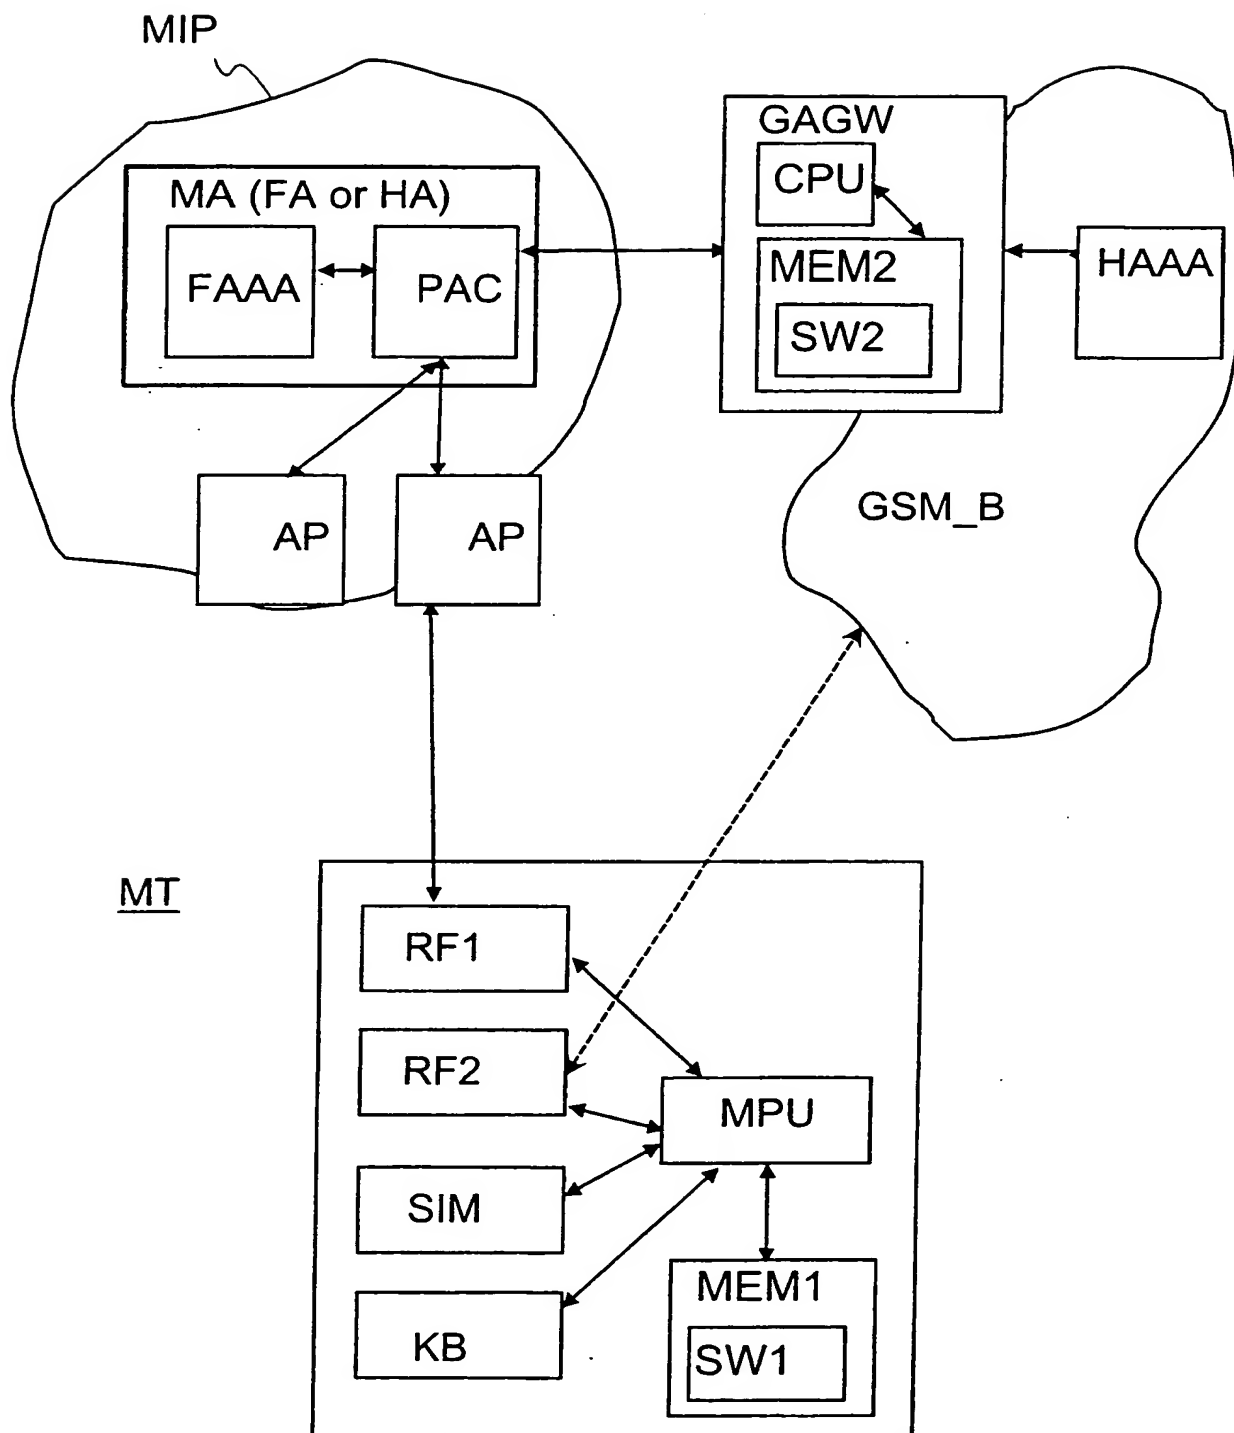 MIP
GAGW
CPU
MA (FA or HA)
FAAA
PAC
MEM2
SW2
HAAA
GSM_B
AP
AP
MT
RF1
RF2
MPU
SIM
MEM1
KB
SW1